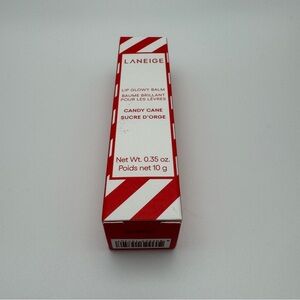 LANEIGE
LIP GLOWY BALM
BAUME BRILLANT
POUR LES LÈVRES
CANDY CANE
SUCRE D'ORGE
Net Wt. 0.35 oz.
Poids net 10 g